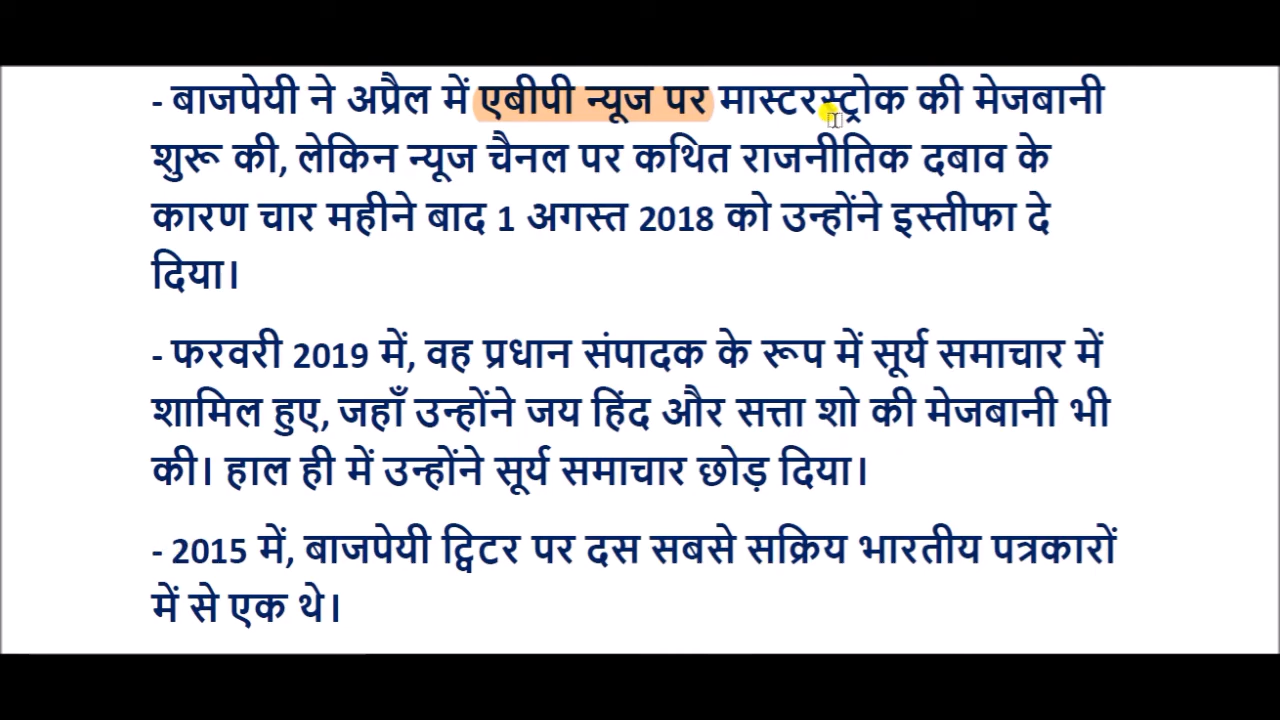 - बाजपेयी ने अप्रैल में एबीपी न्यूज पर मास्टरस्ट्रोक की मेजबानी
शुरू की, लेकिन न्यूज चैनल पर कथित राजनीतिक दबाव के
कारण चार महीने बाद 1 अगस्त 2018 को उन्होंने इस्तीफा दे
दिया।
- फरवरी 2019 में, वह प्रधान संपादक के रूप में सूर्य समाचार में
शामिल हुए, जहाँ उन्होंने जय हिंद और सत्ता शो की मेजबानी भी
की। हाल ही में उन्होंने सूर्य समाचार छोड़ दिया।
- 2015 में, बाजपेयी ट्विटर पर दस सबसे सक्रिय भारतीय पत्रकारों
में से एक थे।